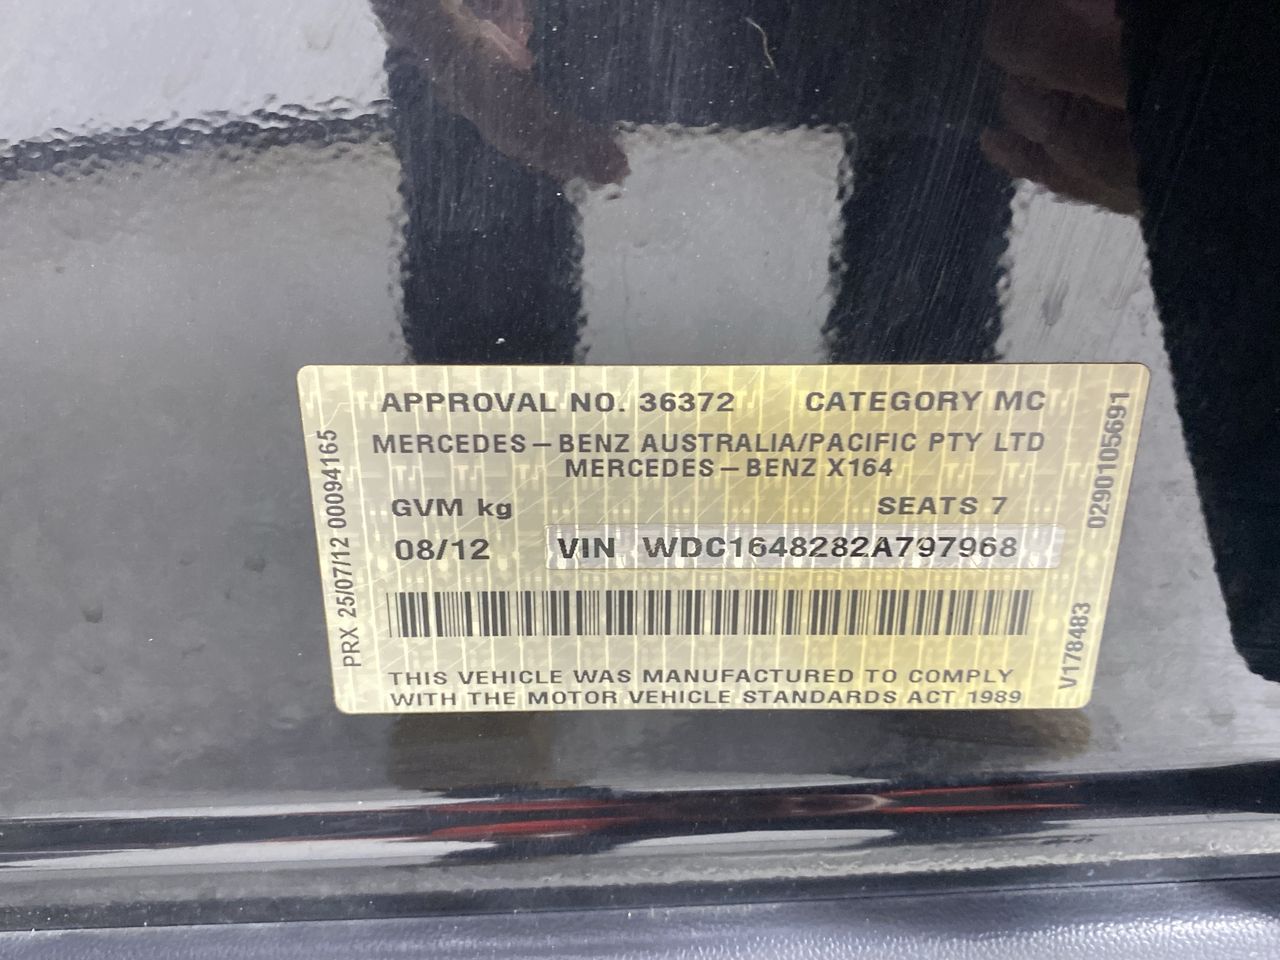 APPROVAL NO. 36372 CATEGORY MC
MERCEDES-BENZ AUSTRALIA/PACIFIC PTY LTD
MERCEDES-BENZ X164
GVM kg SEATS 7
08/12 VIN WDC1648282A797968
THIS VEHICLE WAS MANUFACTURED TO COMPLY
WITH THE MOTOR VEHICLE STANDARDS ACT 1989
PRX 25/07/12 00094165
0290105691
V178483